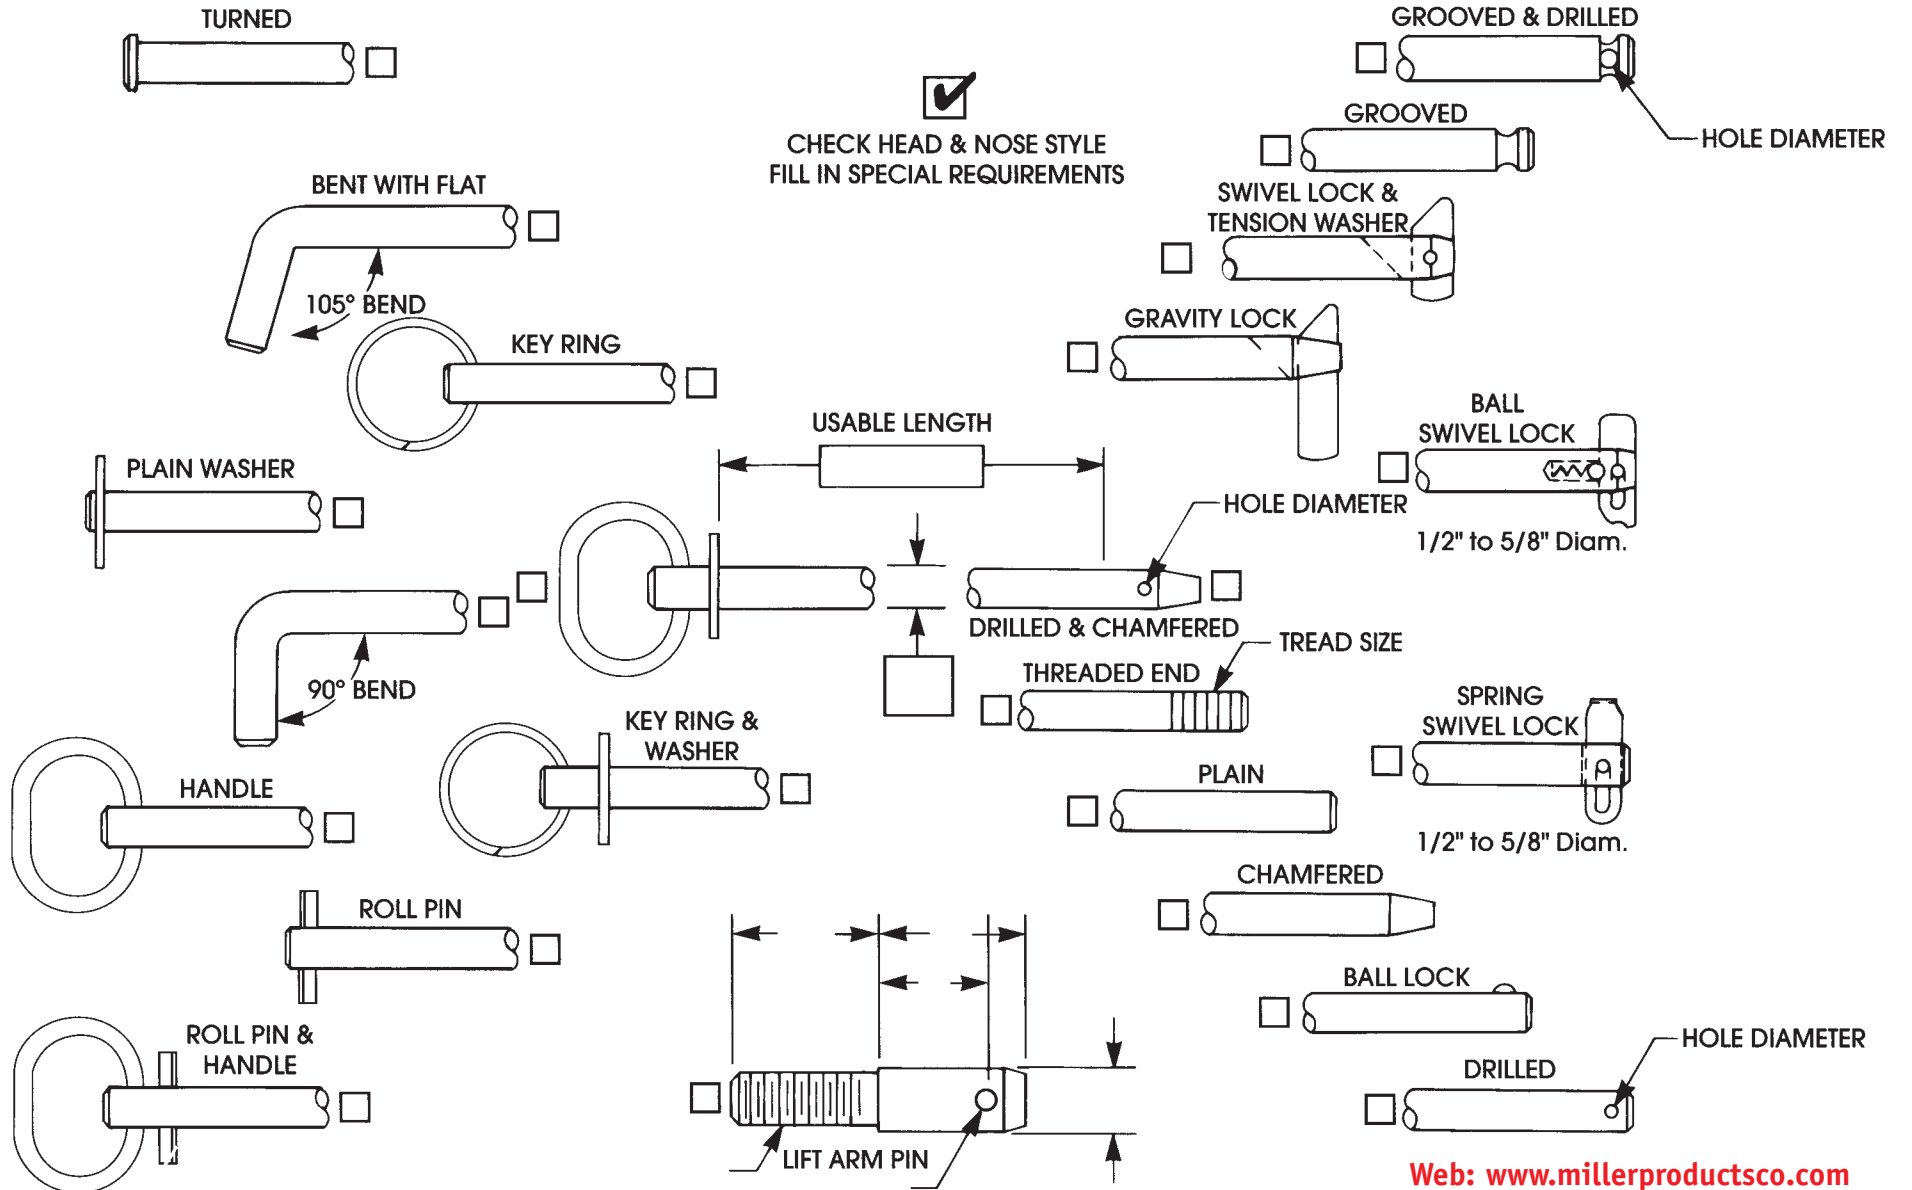 TURNED
GROOVED & DRILLED
HOLE DIAMETER
CHECK HEAD & NOSE STYLE
FILL IN SPECIAL REQUIREMENTS
GROOVED
BENT WITH FLAT
105° BEND
SWIVEL LOCK &
TENSION WASHER
KEY RING
GRAVITY LOCK
USABLE LENGTH
BALL
SWIVEL LOCK
1/2" to 5/8" Diam.
PLAIN WASHER
HOLE DIAMETER
DRILLED & CHAMFERED
90° BEND
TREAD SIZE
THREADED END
KEY RING &
WASHER
SPRING
SWIVEL LOCK
1/2" to 5/8" Diam.
HANDLE
PLAIN
CHAMFERED
ROLL PIN
BALL LOCK
ROLL PIN &
HANDLE
HOLE DIAMETER
DRILLED
LIFT ARM PIN
Web: www.millerproductsco.com